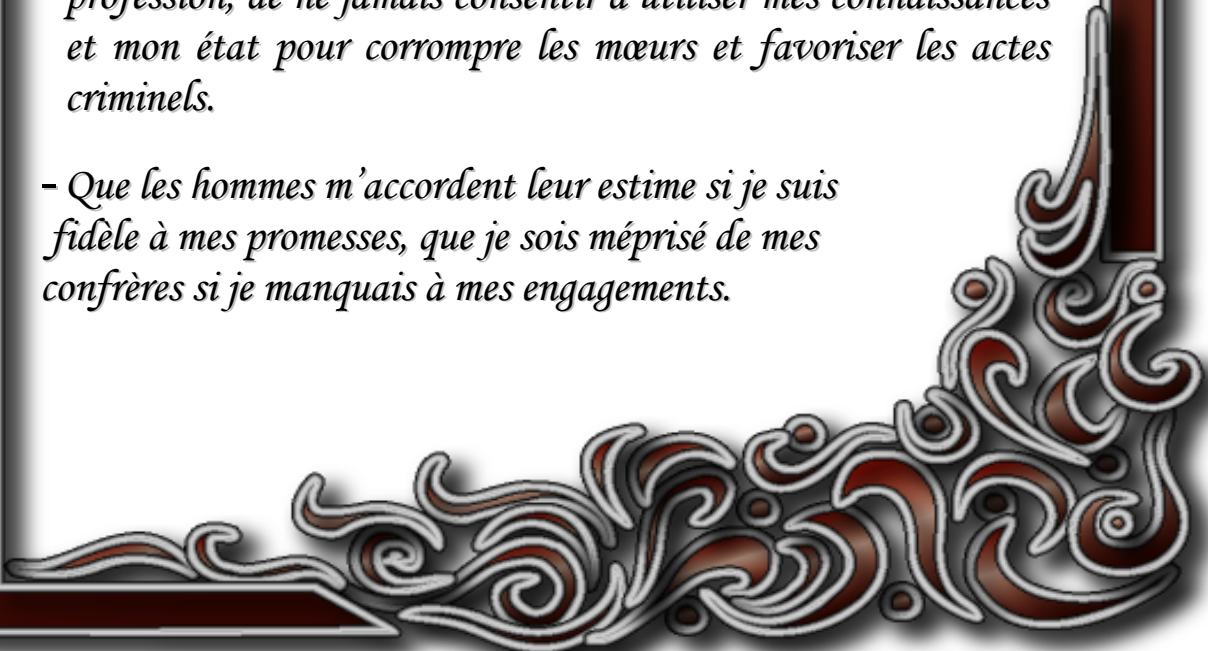 profession, de ne jamais consentir à utiliser mes connaissances
et mon état pour corrompre les mœurs et favoriser les actes
criminels.
- Que les hommes m’accordent leur estime si je suis
fidèle à mes promesses, que je sois méprisé de mes
confrères si je manquais à mes engagements.